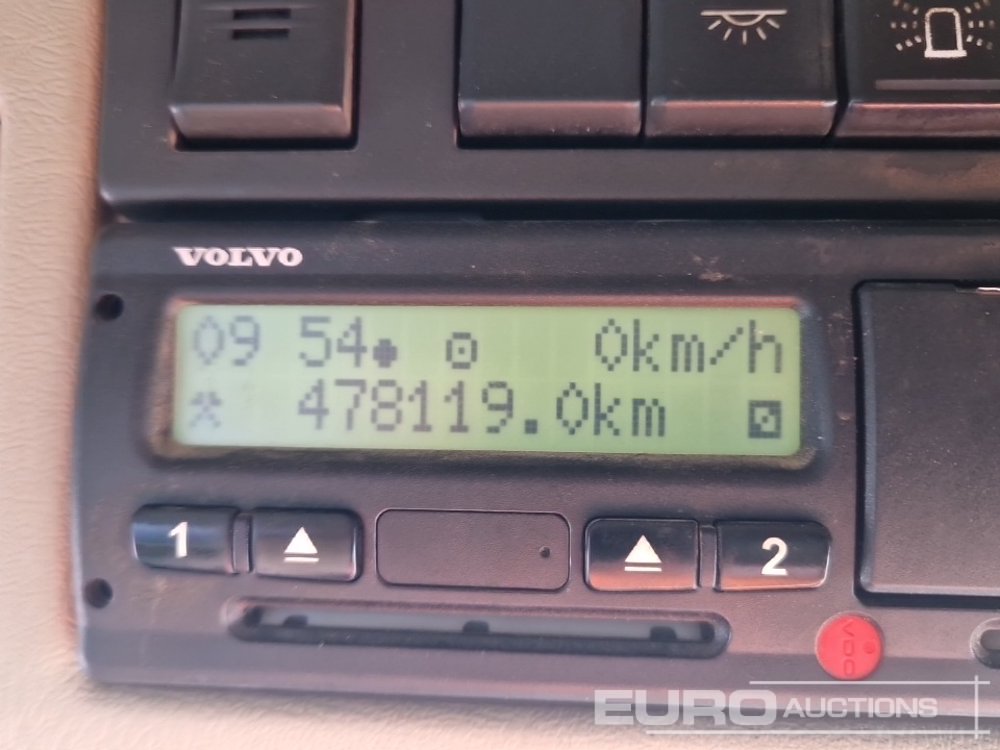 VOLVO
09 54 0km/h
478119.0km
1 2
VDO
EURO AUCTIONS